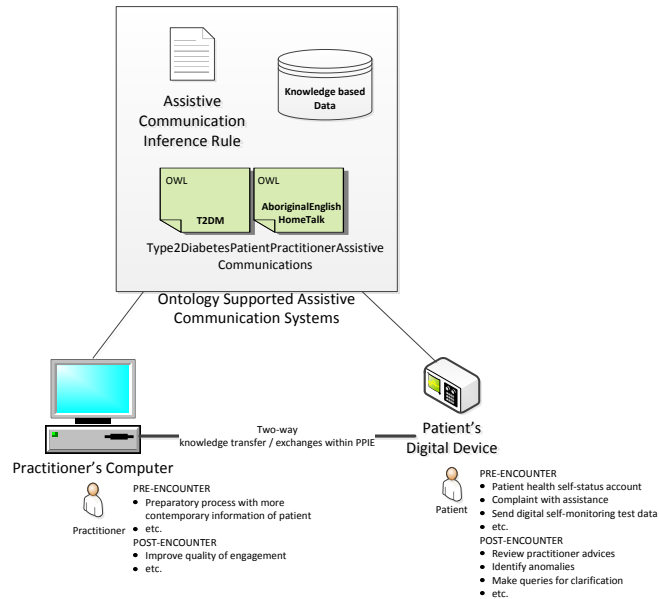 Assistive
Communication
Inference Rule
Knowledge based
Data
OWL
T2DM
OWL
AboriginalEnglish
HomeTalk
Type2DiabetesPatientPractitionerAssistive
Communications
Ontology Supported Assistive
Communication Systems
Two-way
knowledge transfer / exchanges within PPIE
Practitioner's Computer
Patient's
Digital Device
Practitioner
PRE-ENCOUNTER
• Preparatory process with more
contemporary information of patient
• etc.
POST-ENCOUNTER
• Improve quality of engagement
• etc.
Patient
PRE-ENCOUNTER
• Patient health self-status account
• Complaint with assistance
• Send digital self-monitoring test data
• etc.
POST-ENCOUNTER
• Review practitioner advices
• Identify anomalies
• Make queries for clarification
• etc.